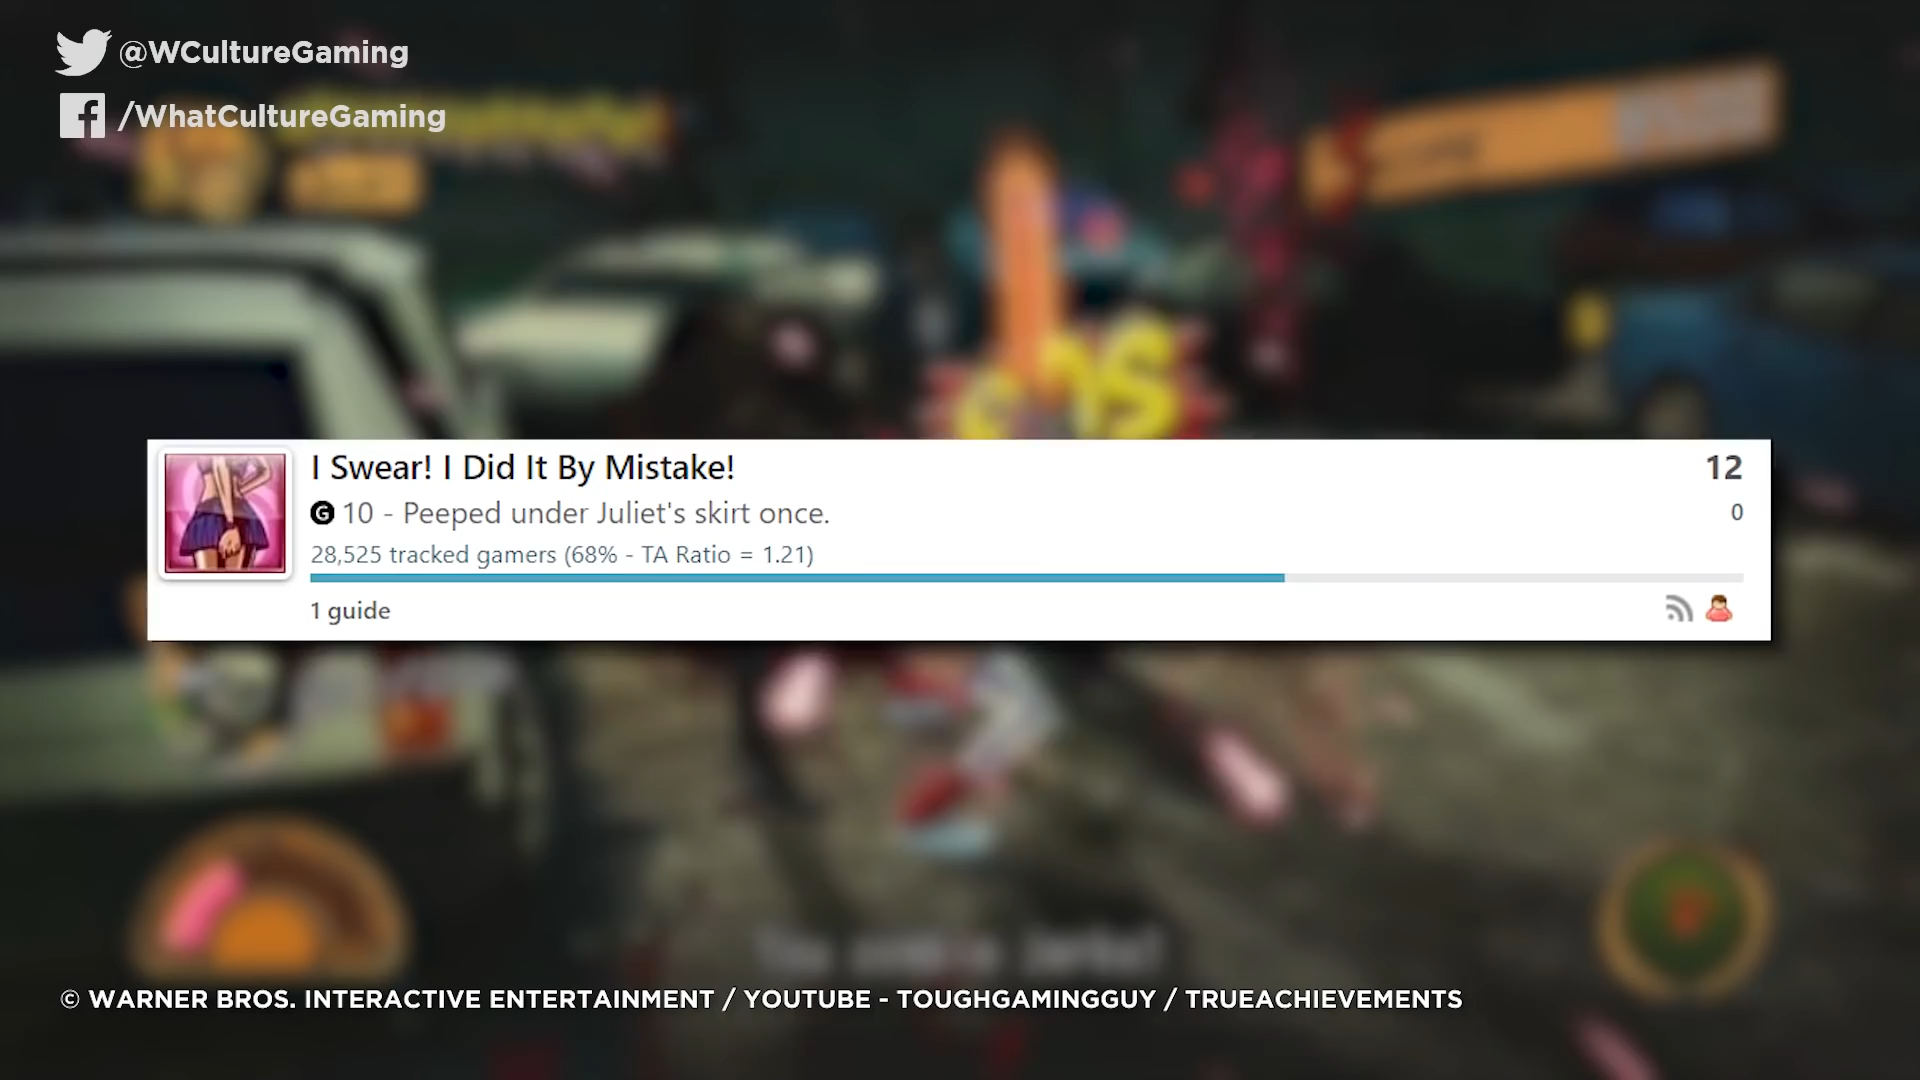 @WCultureGaming
/WhatCultureGaming
I Swear! I Did It By Mistake!
12
G 10 - Peeped under Juliet's skirt once.
0
28,525 tracked gamers (68% - TA Ratio = 1.21)
1 guide
© WARNER BROS. INTERACTIVE ENTERTAINMENT / YOUTUBE - TOUGHGAMINGGUY / TRUEACHIEVEMENTS